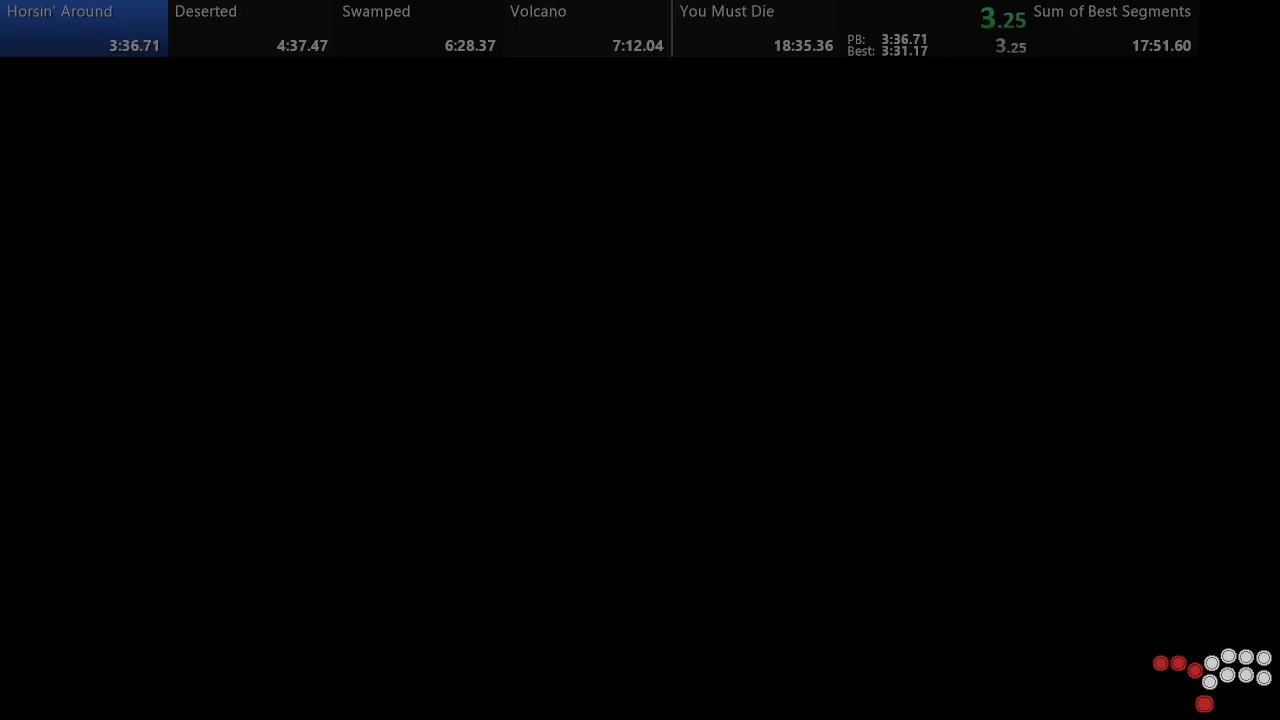 Horsin' Around
3:36.71
Deserted
4:37.47
Swamped
6:28.37
Volcano
7:12.04
You Must Die
18:35.36
PB: 3:36.71
Best: 3:31.17
3.25
3.25
Sum of Best Segments
17:51.60